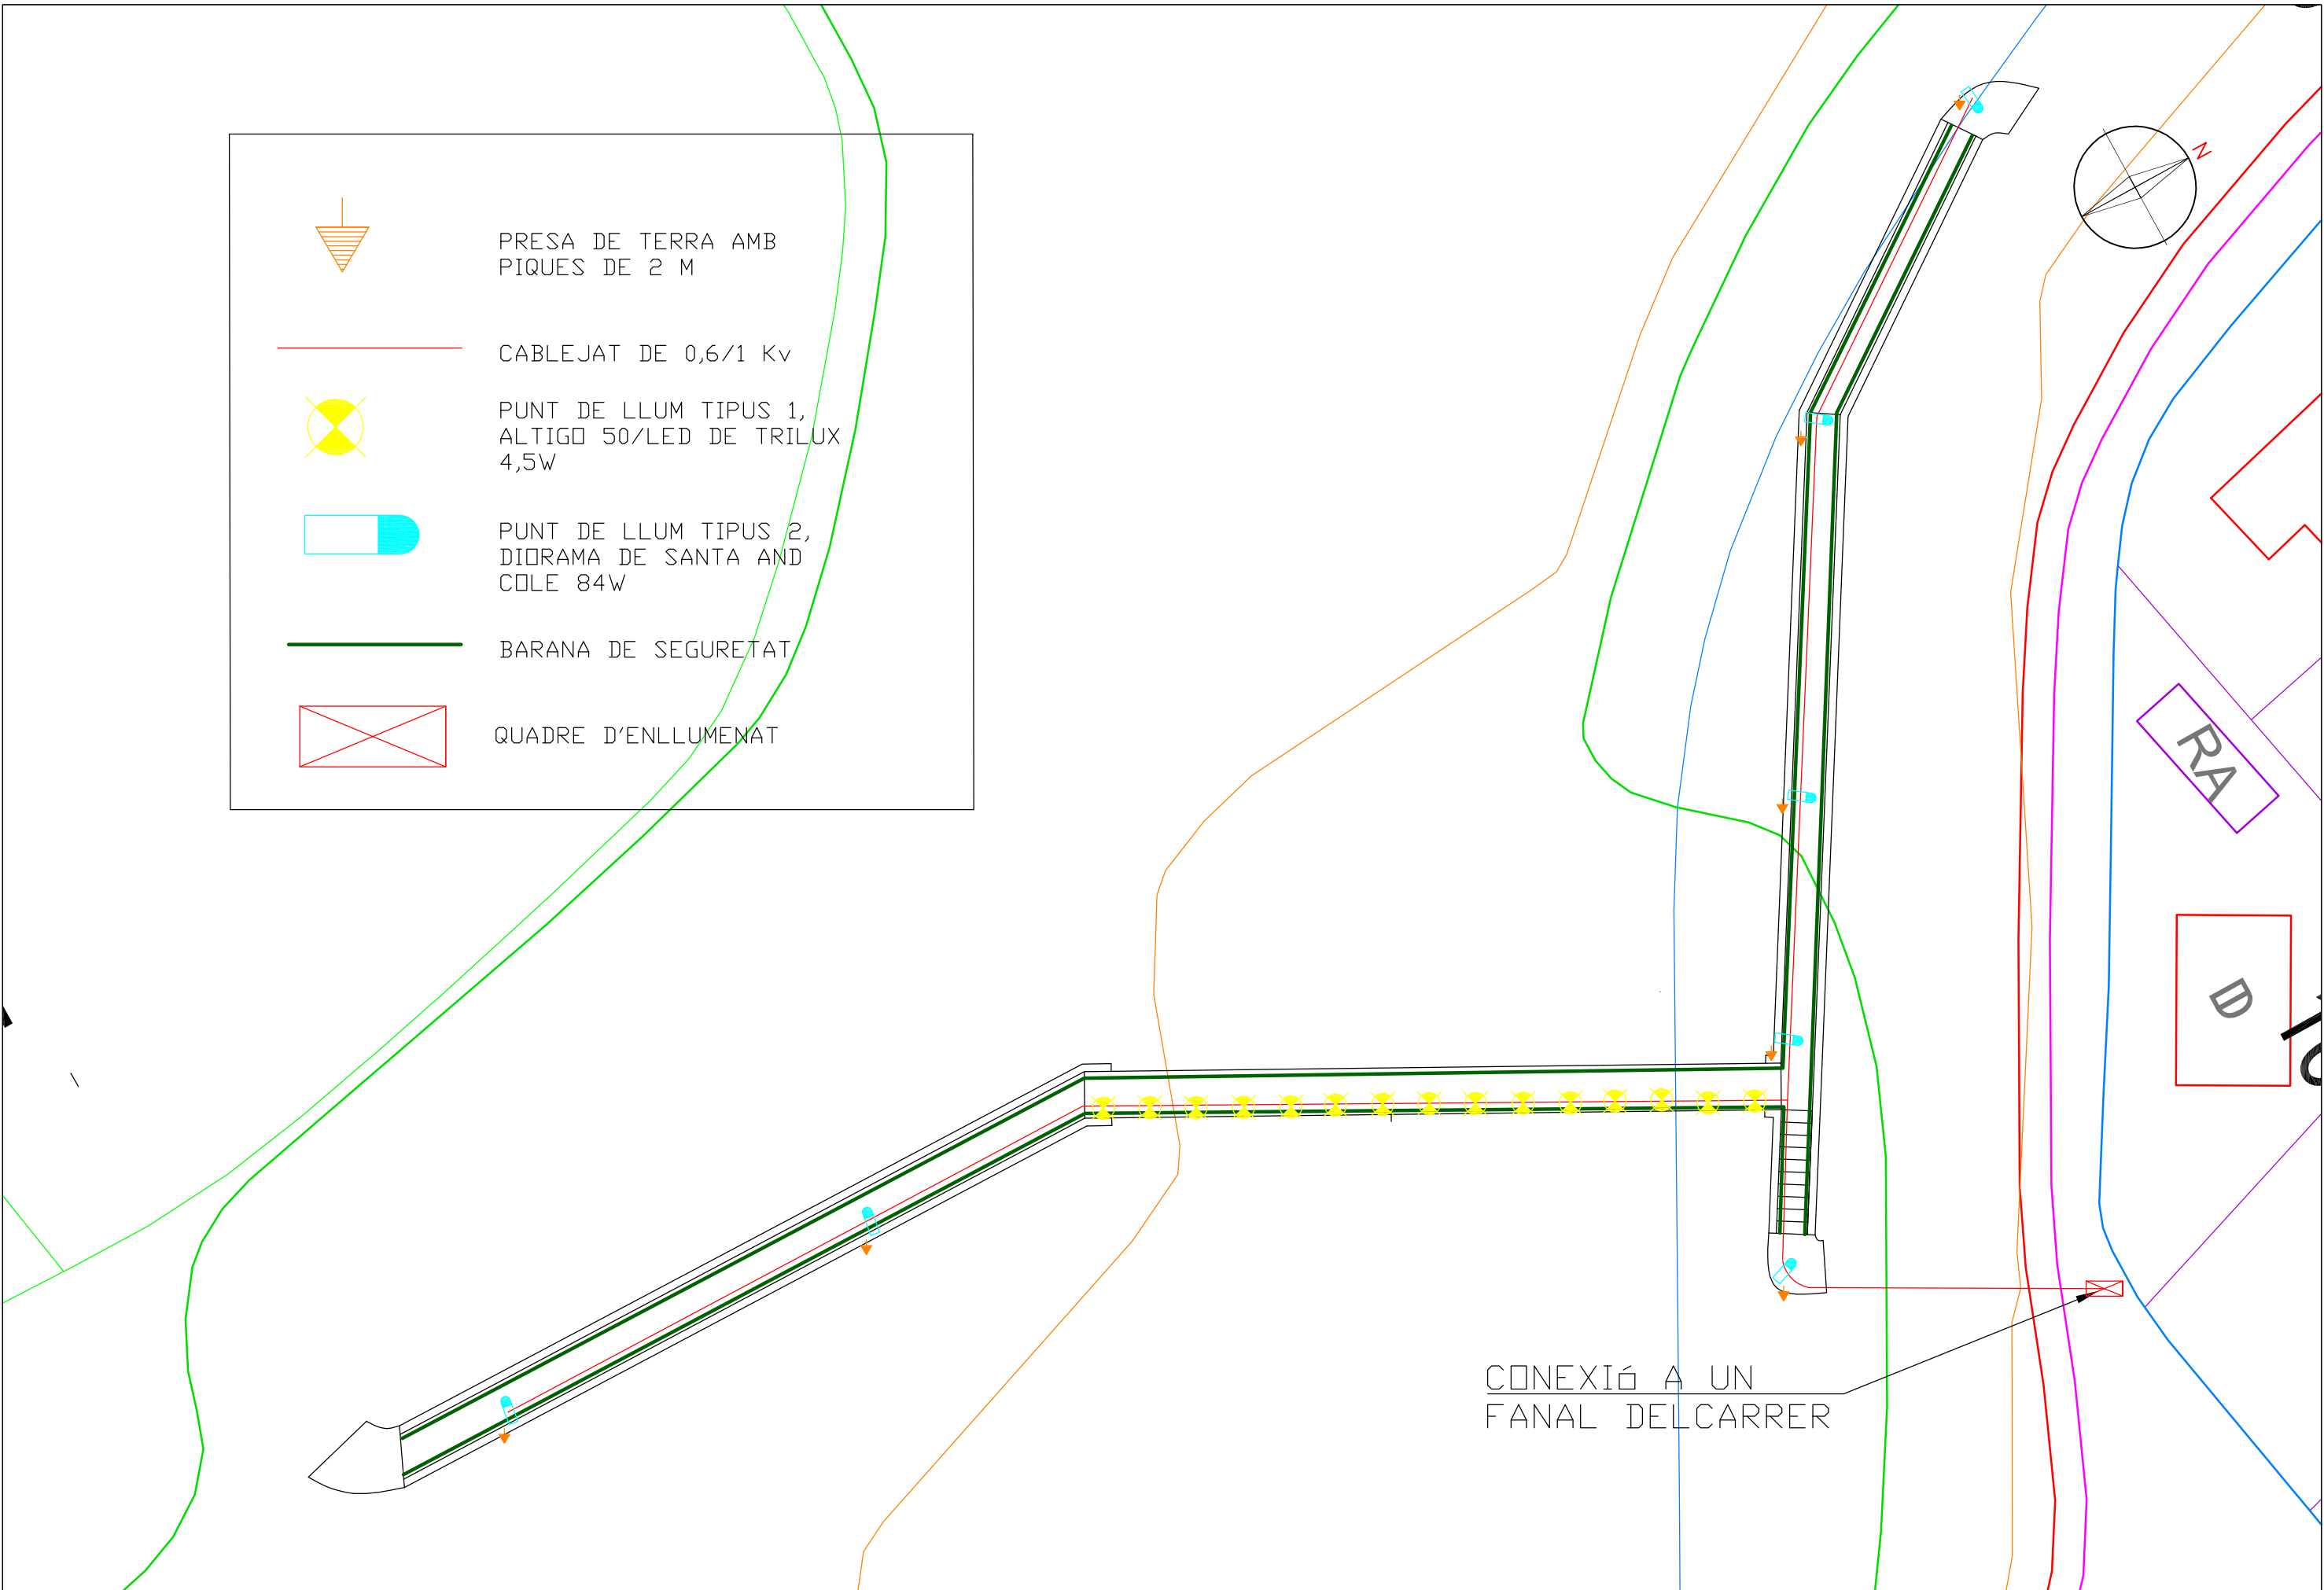 PRESA DE TERRA AMB
PIQUES DE 2 M
CABLEJAT DE 0,6/1 Kv
PUNT DE LLUM TIPUS 1,
ALTIGO 50/LED DE TRILUX
4,5W
PUNT DE LLUM TIPUS 2,
DIORAMA DE SANTA AND
COLE 84W
BARANA DE SEGURETAT
QUADRE D'ENLLUMENAT
N
RA
D
CONEXIó A UN
FANAL DELCARRER